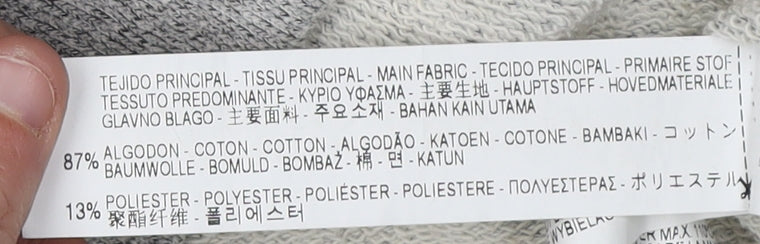 TEJIDO PRINCIPAL - TISSU PRINCIPAL - MAIN FABRIC - TECIDO PRINCIPAL - PRIMAIRE STOF
TESSUTO PREDOMINANTE - ΚΥΡΙΟ ΥΦΑΣΜΑ - 主要生地 - HAUPTSTOFF - HOVEDMATERIALE
GLAVNO BLAGO - 主要面料 - 주요소재 - BAHAN KAIN UTAMA
87% ALGODON - COTON - COTTON - ALGODÃO - KATOEN - COTONE - BAMBAKI - コットン
BAUMWOLLE - BOMULD - BOMBAŽ - 棉 - 면 - KATUN
13% POLIESTER - POLYESTER - POLIÉSTER - POLIESTERE - ΠΟΛΥΕΣΤΕΡΑΣ - ポリエステル
聚酯纤维 - 폴리에스터
WYBIELAĆ
MAX